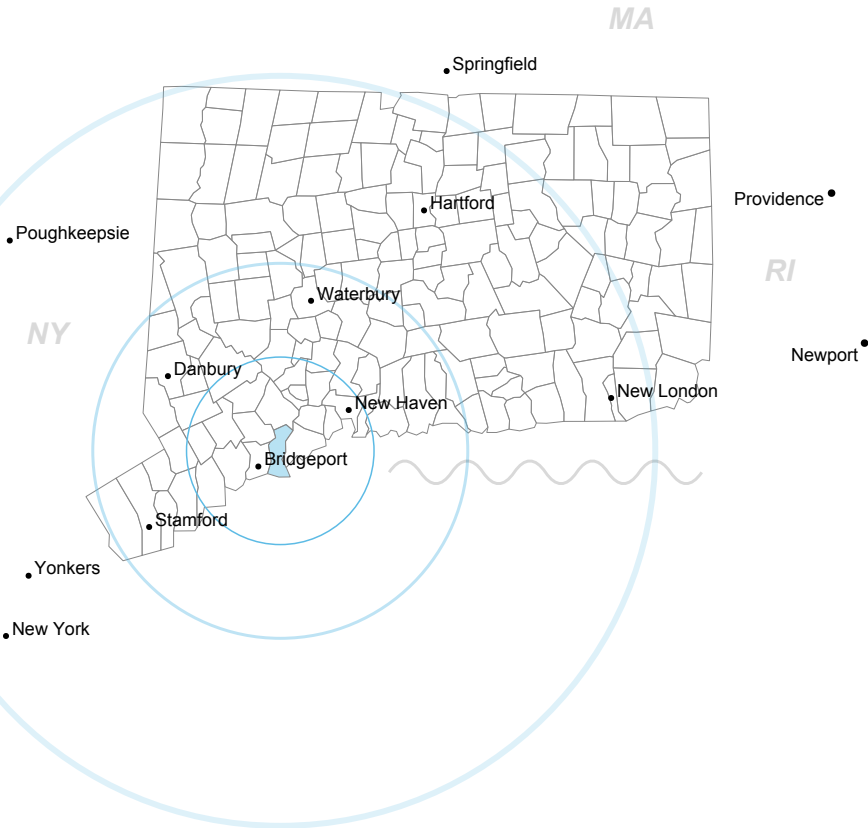 MA
Springfield
Providence
Hartford
Poughkeepsie
RI
Waterbury
NY
Newport
Danbury
New London
New Haven
Bridgeport
Stamford
Yonkers
New York